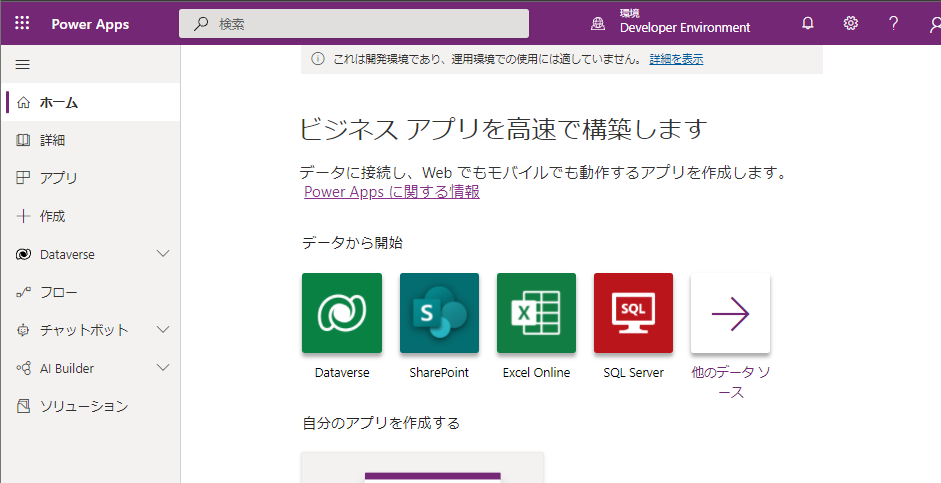 Power Apps
検索
環境
Developer Environment
これは開発環境であり、運用環境での使用には適していません。 詳細を表示
ホーム
詳細
アプリ
作成
Dataverse
フロー
チャットボット
AI Builder
ソリューション
ビジネス アプリを高速で構築します
データに接続し、Web でもモバイルでも動作するアプリを作成します。
Power Apps に関する情報
データから開始
S
X
SQL
Dataverse
SharePoint
Excel Online
SQL Server
他のデータ ソ
ース
自分のアプリを作成する